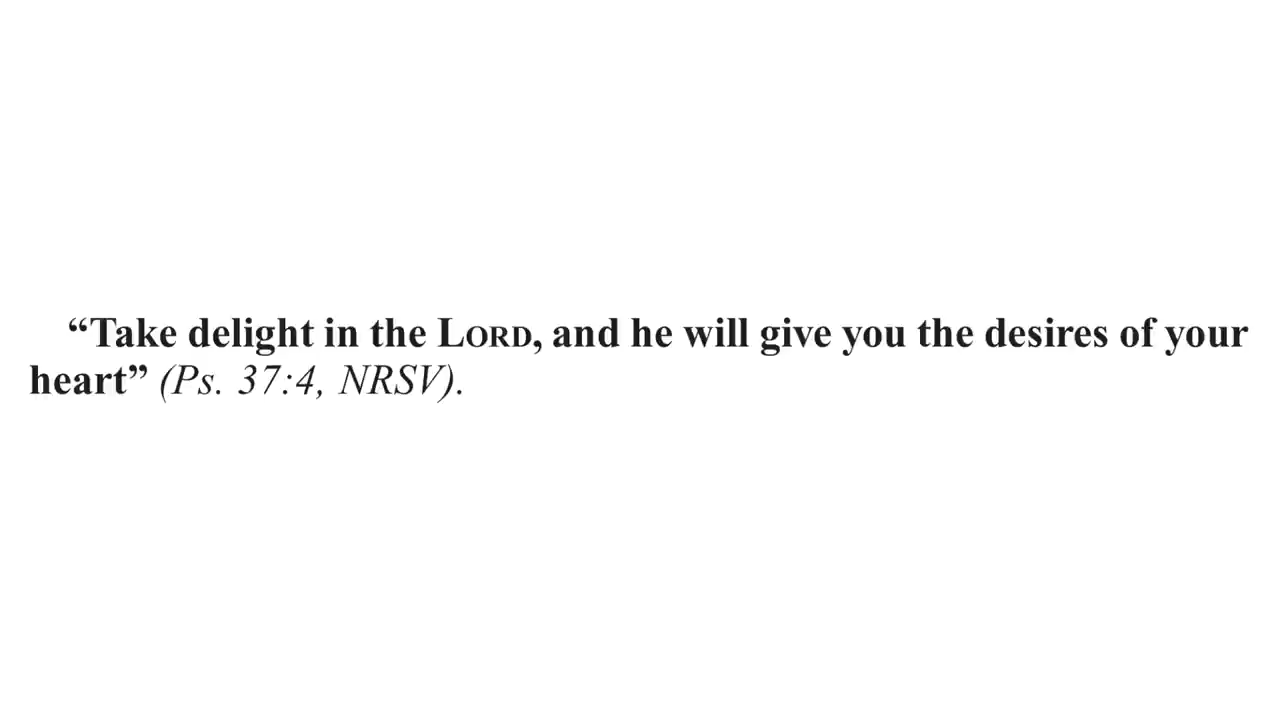 “Take delight in the LORD, and he will give you the desires of your
heart” (Ps. 37:4, NRSV).